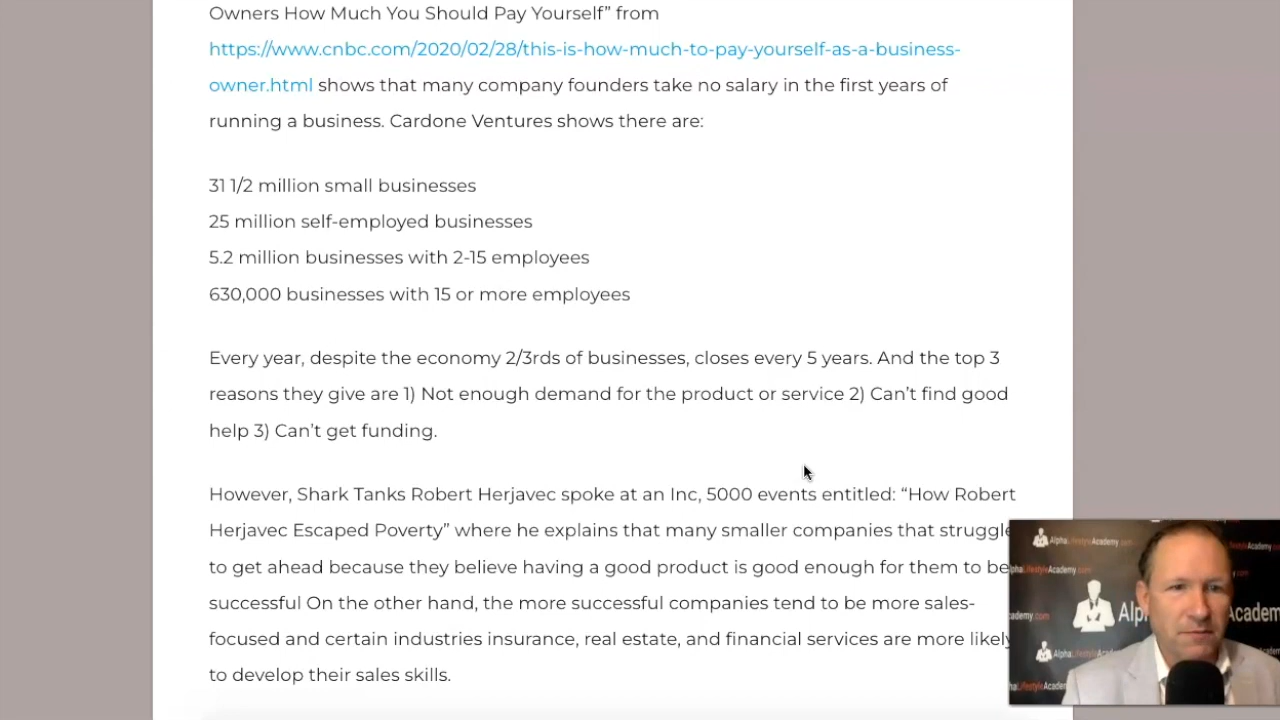 Owners How Much You Should Pay Yourself” from
https://www.cnbc.com/2020/02/28/this-is-how-much-to-pay-yourself-as-a-business-
owner.html shows that many company founders take no salary in the first years of
running a business. Cardone Ventures shows there are:
31 1/2 million small businesses
25 million self-employed businesses
5.2 million businesses with 2-15 employees
630,000 businesses with 15 or more employees
Every year, despite the economy 2/3rds of businesses, closes every 5 years. And the top 3
reasons they give are 1) Not enough demand for the product or service 2) Can’t find good
help 3) Can’t get funding.
However, Shark Tanks Robert Herjavec spoke at an Inc, 5000 events entitled: “How Robert
Herjavec Escaped Poverty” where he explains that many smaller companies that struggle
to get ahead because they believe having a good product is good enough for them to be
successful On the other hand, the more successful companies tend to be more sales-
focused and certain industries insurance, real estate, and financial services are more likely
to develop their sales skills.
AlphaLifestyleAcademy.com